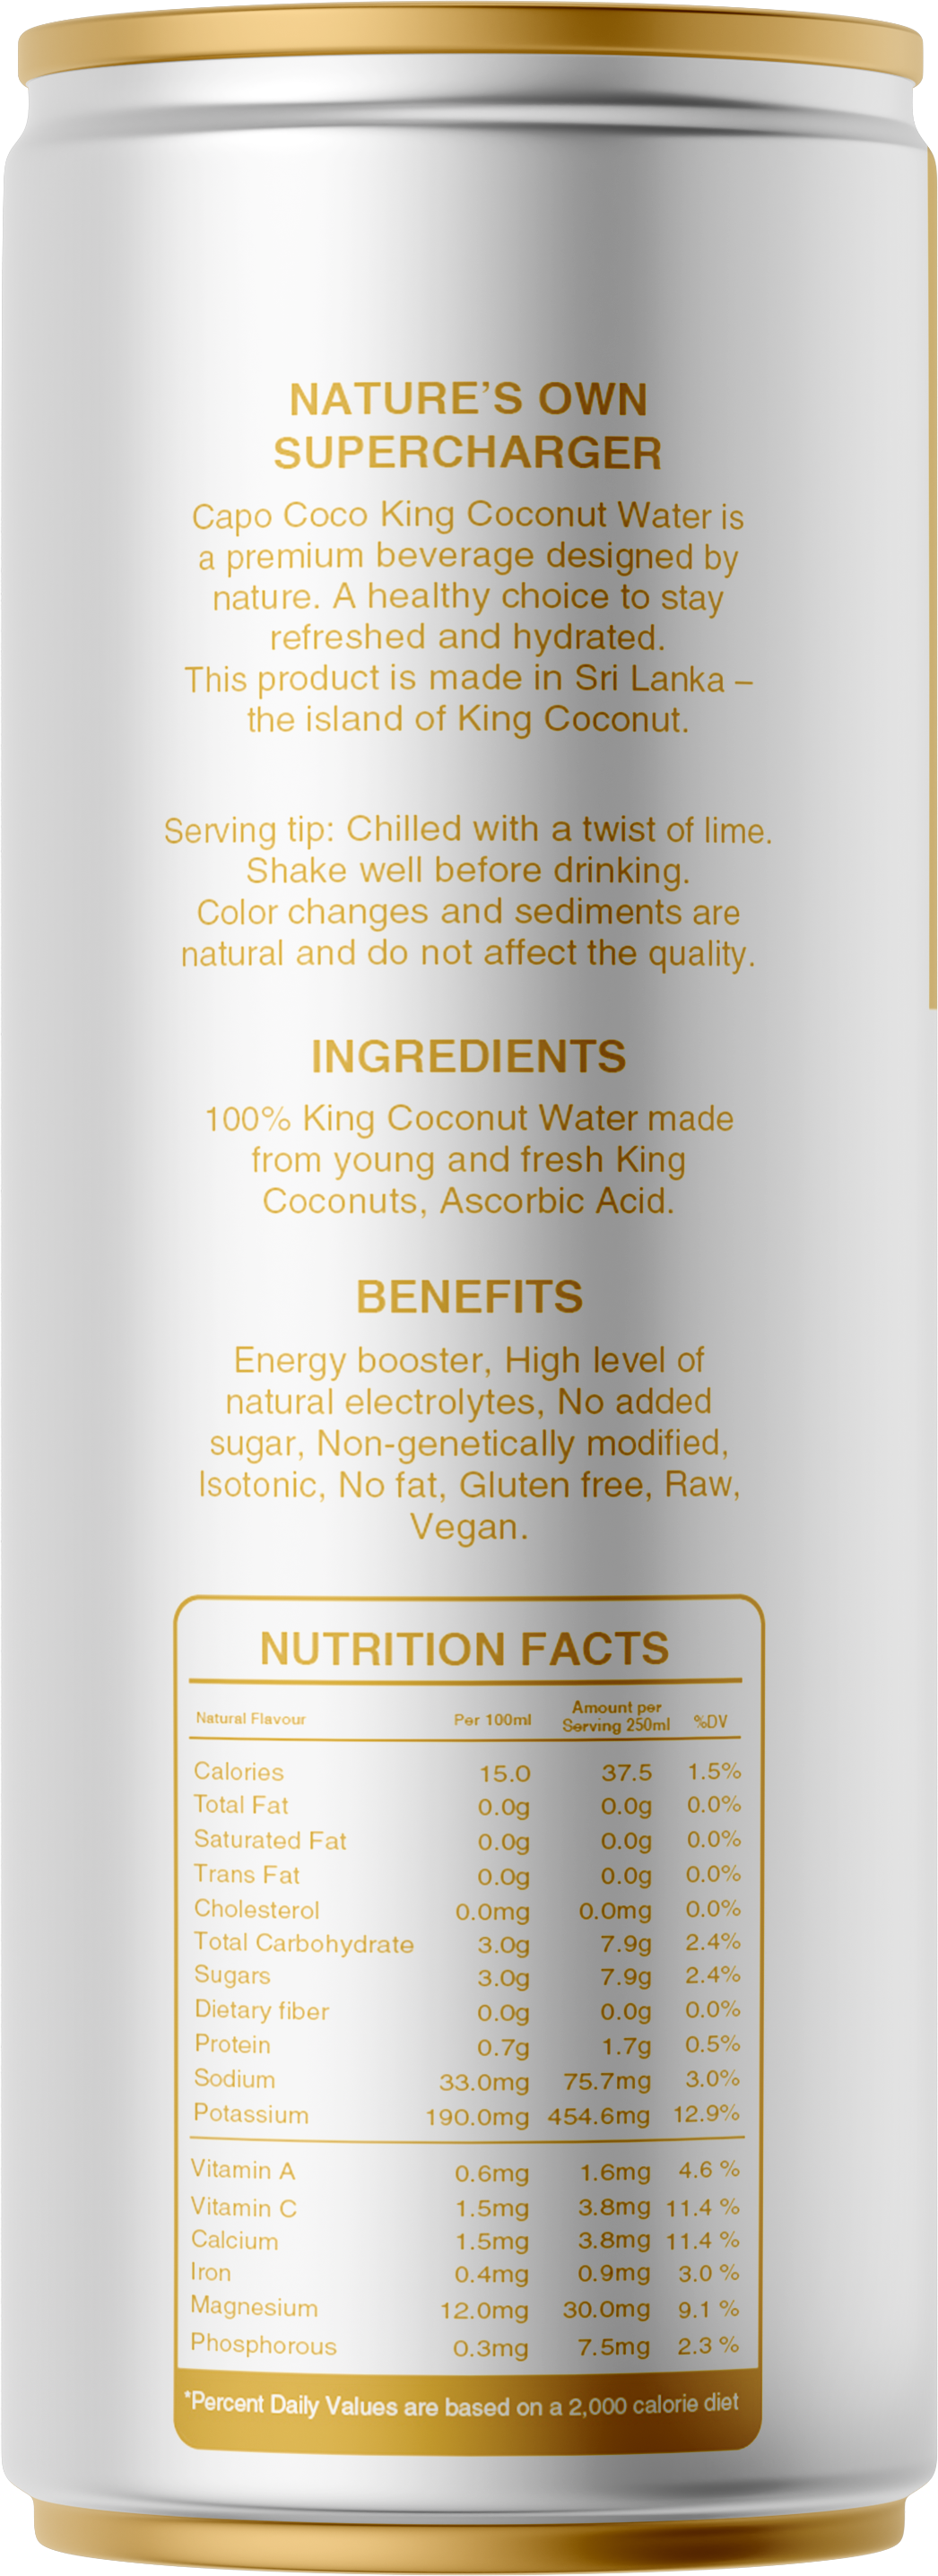 NATURE’S OWN
SUPERCHARGER
Capo Coco King Coconut Water is
a premium beverage designed by
nature. A healthy choice to stay
refreshed and hydrated.
This product is made in Sri Lanka –
the island of King Coconut.
Serving tip: Chilled with a twist of lime.
Shake well before drinking.
Color changes and sediments are
natural and do not affect the quality.
INGREDIENTS
100% King Coconut Water made
from young and fresh King
Coconuts, Ascorbic Acid.
BENEFITS
Energy booster, High level of
natural electrolytes, No added
sugar, Non-genetically modified,
Isotonic, No fat, Gluten free, Raw,
Vegan.
NUTRITION FACTS
Natural Flavour Per 100ml Amount per Serving 250ml %DV
Calories 15.0 37.5 1.5%
Total Fat 0.0g 0.0g 0.0%
Saturated Fat 0.0g 0.0g 0.0%
Trans Fat 0.0g 0.0g 0.0%
Cholesterol 0.0mg 0.0mg 0.0%
Total Carbohydrate 3.0g 7.9g 2.4%
Sugars 3.0g 7.9g 2.4%
Dietary fiber 0.0g 0.0g 0.0%
Protein 0.7g 1.7g 0.5%
Sodium 33.0mg 75.7mg 3.0%
Potassium 190.0mg 454.6mg 12.9%
Vitamin A 0.6mg 1.6mg 4.6 %
Vitamin C 1.5mg 3.8mg 11.4 %
Calcium 1.5mg 3.8mg 11.4 %
Iron 0.4mg 0.9mg 3.0 %
Magnesium 12.0mg 30.0mg 9.1 %
Phosphorous 0.3mg 7.5mg 2.3 %
*Percent Daily Values are based on a 2,000 calorie diet